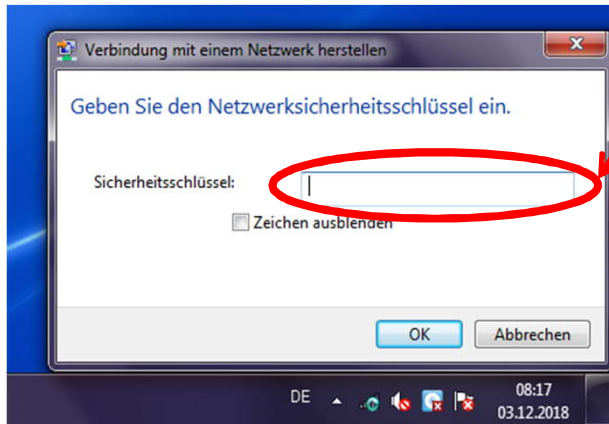 Verbindung mit einem Netzwerk herstellen
Geben Sie den Netzwerksicherheitsschlüssel ein.
Sicherheitsschlüssel:
Zeichen ausblenden
OK Abbrechen
DE 08:17
03.12.2018